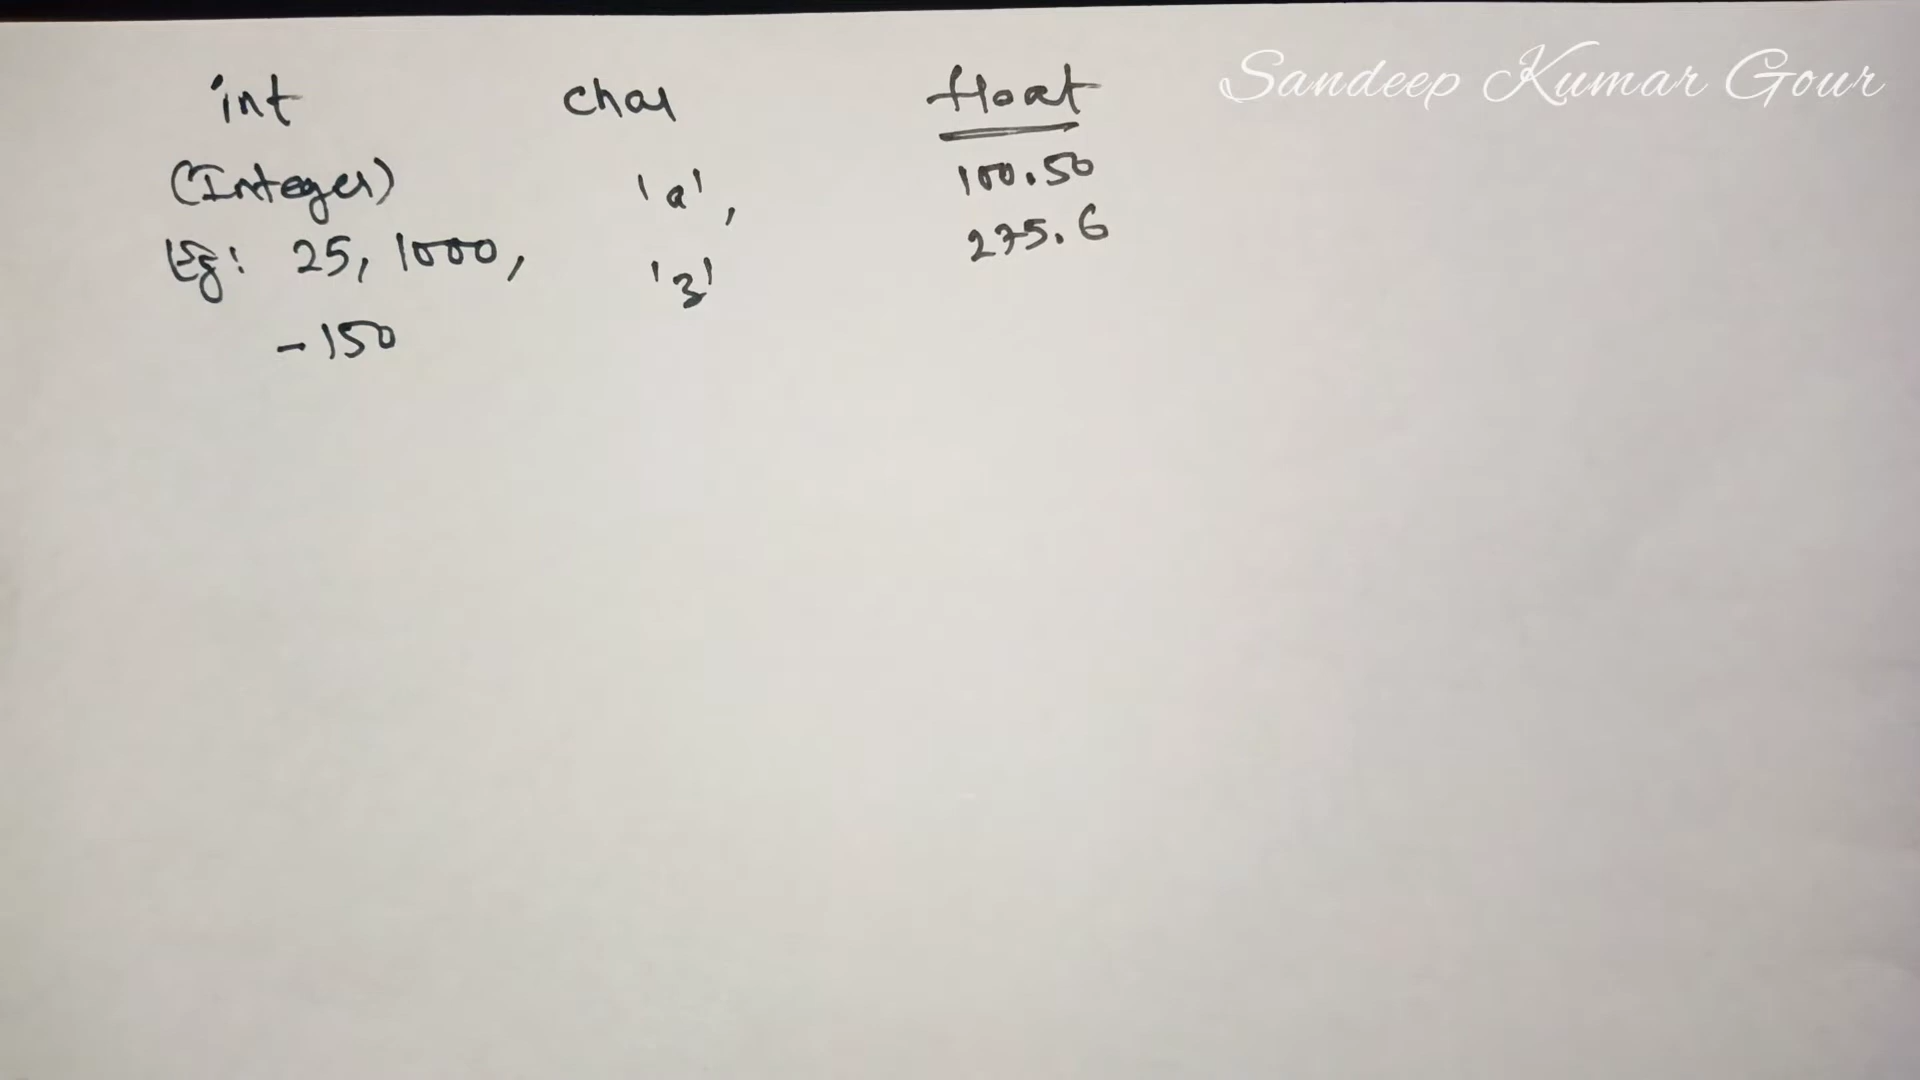 int char float Sandeep Kumar Gour
(Integer) 'a', 100.50
Eg: 25, 1000, '3' 275.6
-150